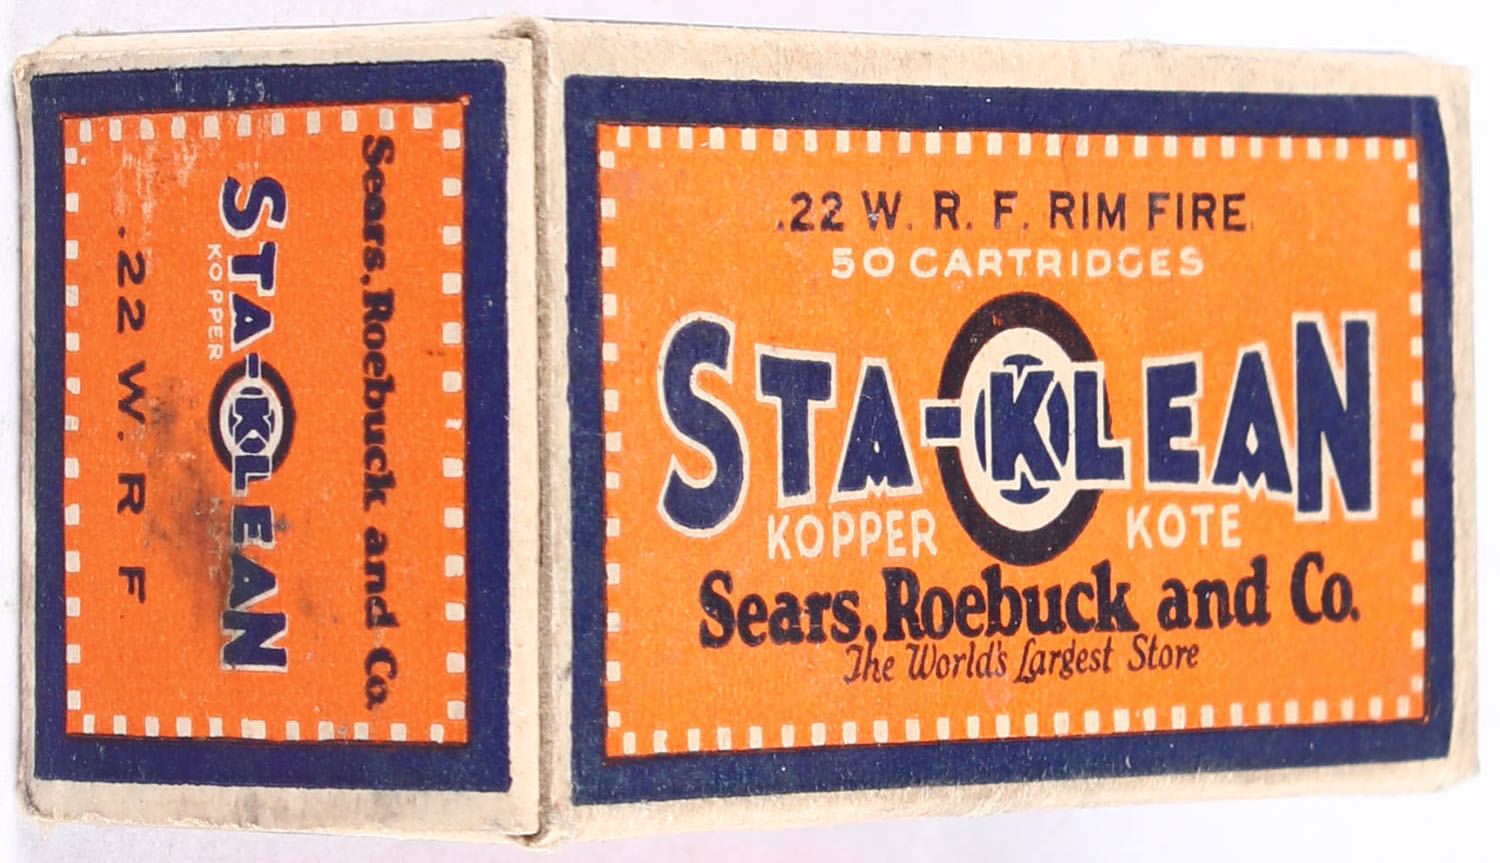 .22 W. R. F. RIM FIRE
50 CARTRIDGES
STA-KLEAN
KOPPER KOTE
Sears, Roebuck and Co.
The World's Largest Store
Sears, Roebuck and Co.
STA-KLEAN
KOPPER
.22 W. R. F.